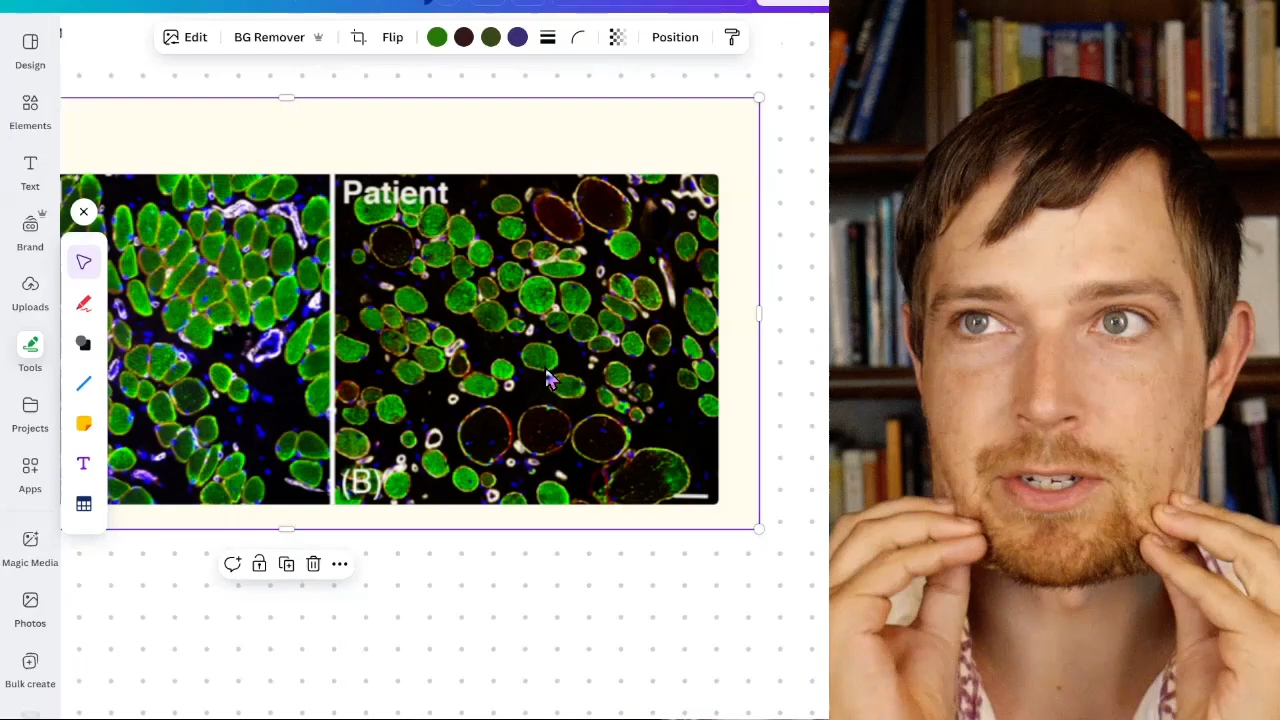 Edit
BG Remover
Flip
Position
Design
Elements
Text
Brand
Uploads
Tools
Projects
Apps
Magic Media
Photos
Bulk create
T
Patient
(B)